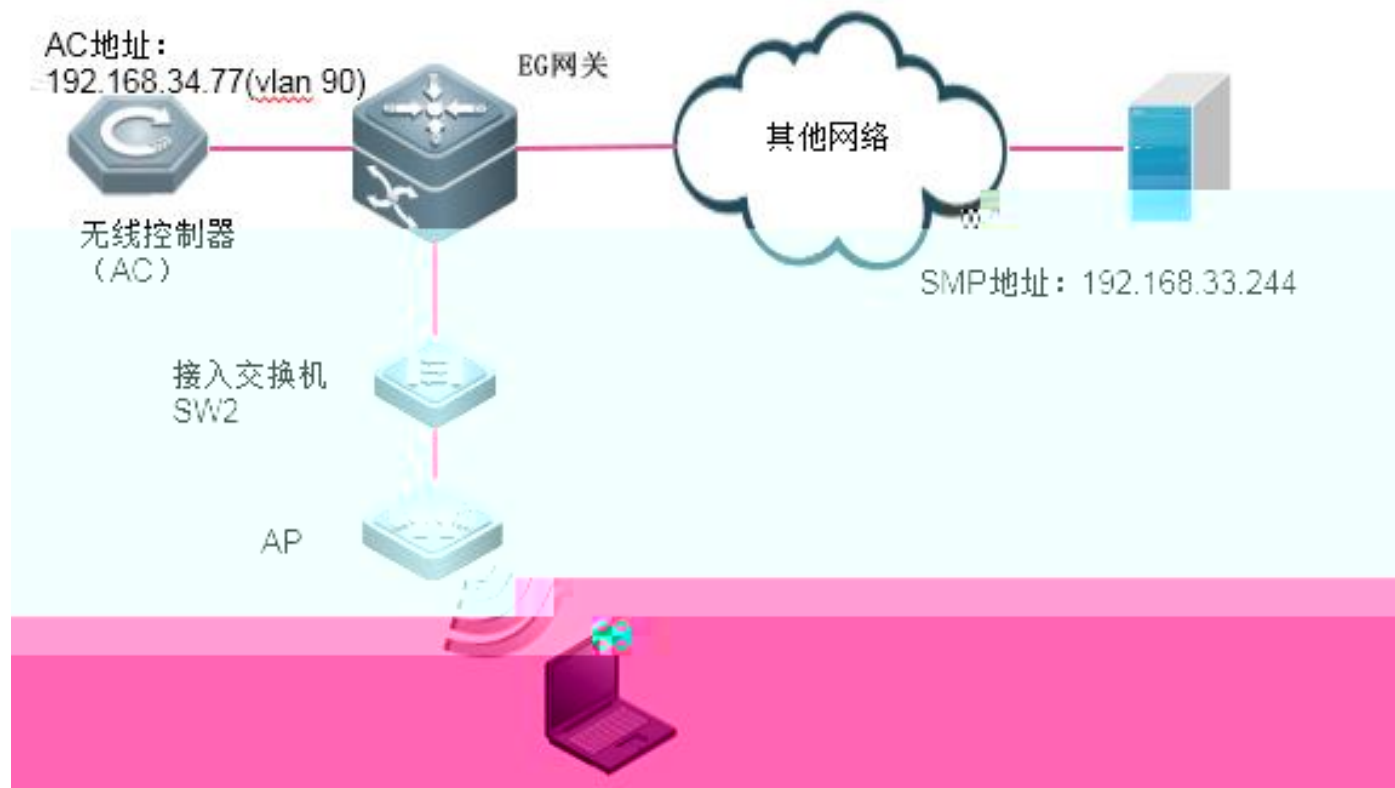 AC地址：
192.168.34.77(vlan 90)
EG网关
其他网络
无线控制器
（AC）
SMP地址：192.168.33.244
接入交换机
SW2
AP